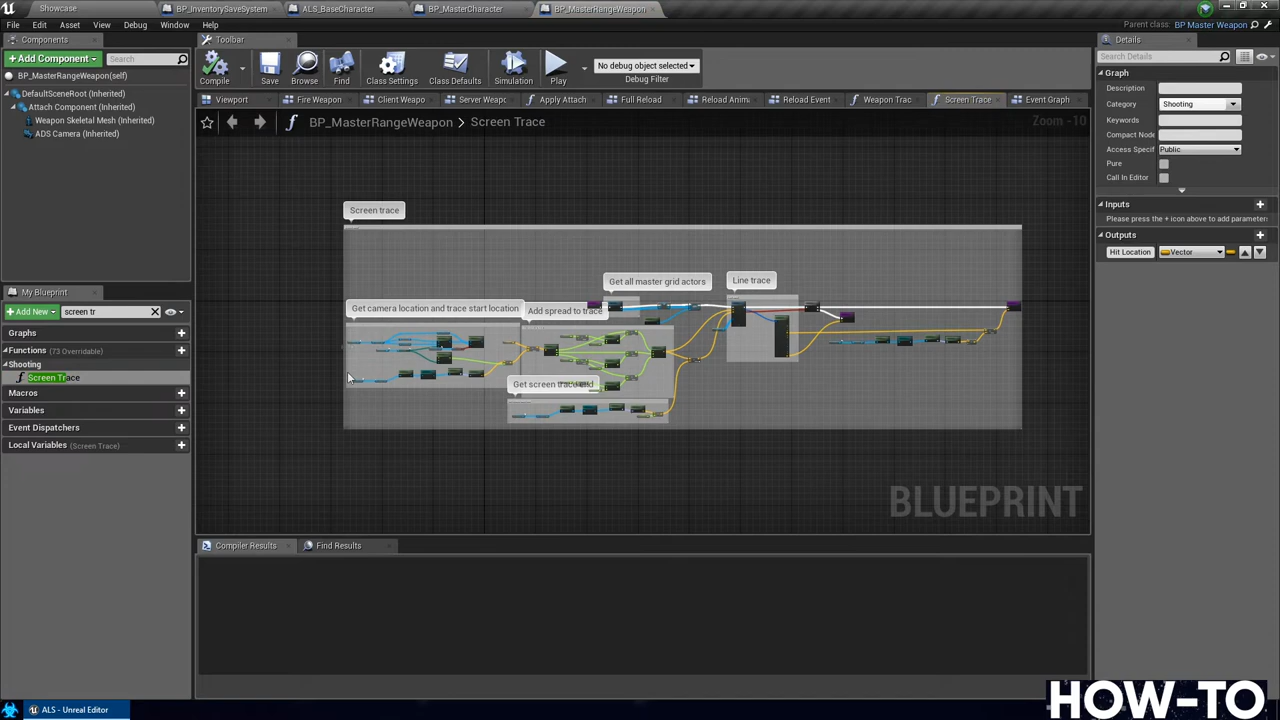 Showcase
BP_InventorySaveSystem
ALS_BaseCharacter
BP_MasterCharacter
BP_MasterRangeWeapon
File
Edit
Asset
View
Debug
Window
Help
Parent class: BP Master Weapon
Components
Toolbar
Details
+ Add Component
Search
Compile
Save
Browse
Find
Class Settings
Class Defaults
Simulation
Play
No debug object selected
Debug Filter
Search Details
BP_MasterRangeWeapon(self)
DefaultSceneRoot (Inherited)
Attach Component (Inherited)
Weapon Skeletal Mesh (Inherited)
ADS Camera (Inherited)
Viewport
Fire Weapon
Client Weapo
Server Weapo
Apply Attach
Full Reload
Reload Anima
Reload Event
Weapon Trac
Screen Trace
Event Graph
BP_MasterRangeWeapon > Screen Trace
Zoom -10
Graph
Description
Category
Shooting
Keywords
Compact Node
Access Specif
Public
Pure
Call In Editor
Inputs
Please press the + icon above to add parameters
Outputs
Hit Location
Vector
Screen trace
Get all master grid actors
Line trace
Get camera location and trace start location
Add spread to trace
Get screen trace end
BLUEPRINT
My Blueprint
+ Add New
screen tr
Graphs
Functions (73 Overridable)
Shooting
Screen Trace
Macros
Variables
Event Dispatchers
Local Variables (Screen Trace)
Compiler Results
Find Results
ALS - Unreal Editor
HOW-TO